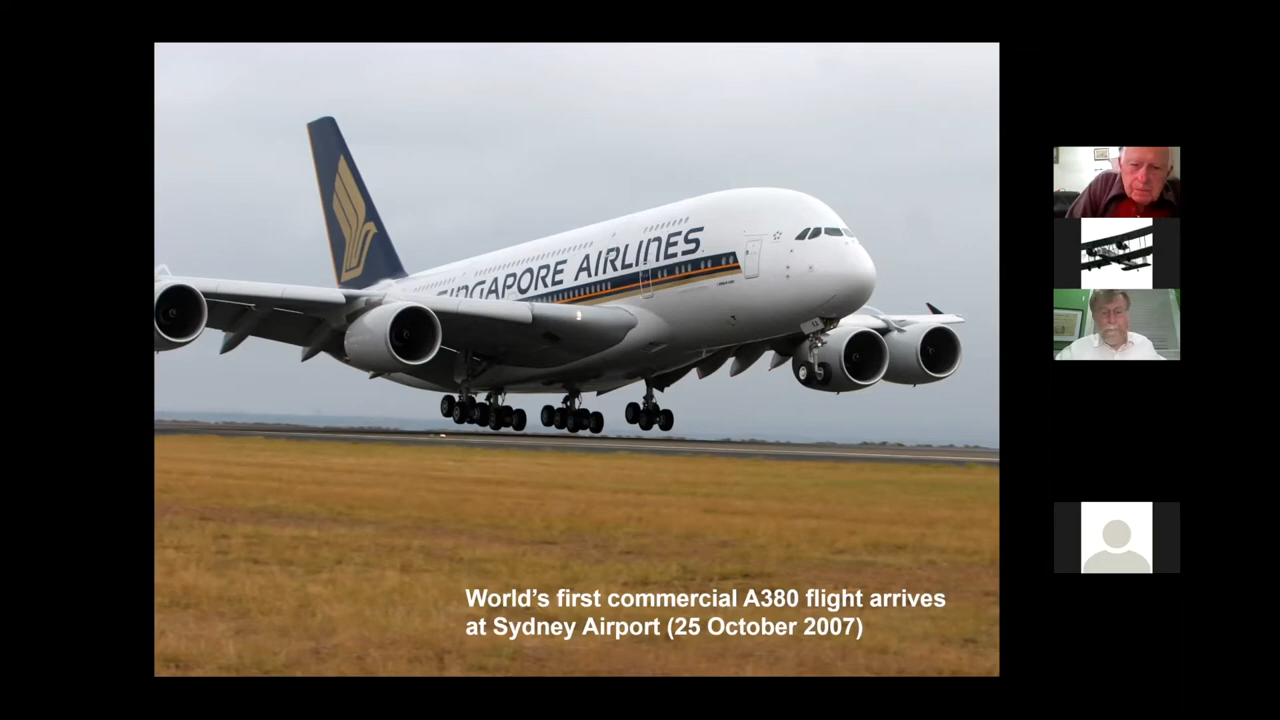 SINGAPORE AIRLINES
World's first commercial A380 flight arrives
at Sydney Airport (25 October 2007)